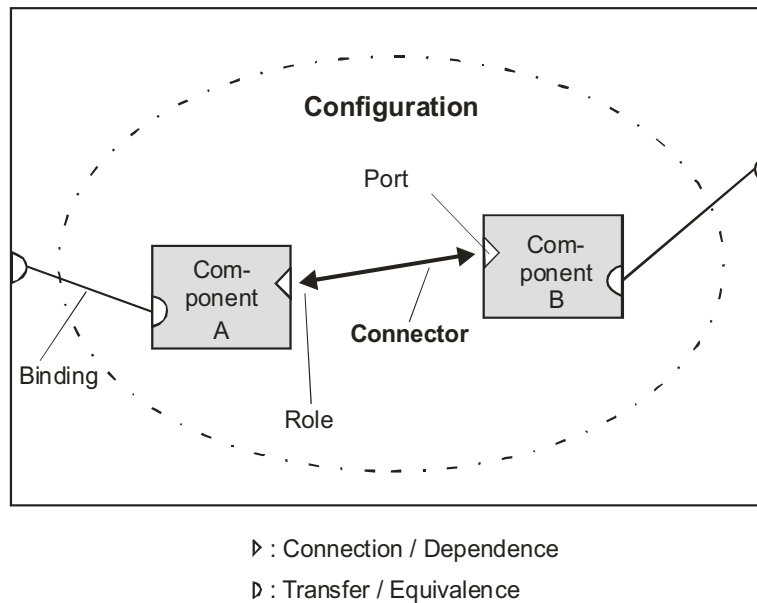 Configuration
Port
Com-
ponent
A
Com-
ponent
B
Connector
Binding
Role
: Connection / Dependence
: Transfer / Equivalence